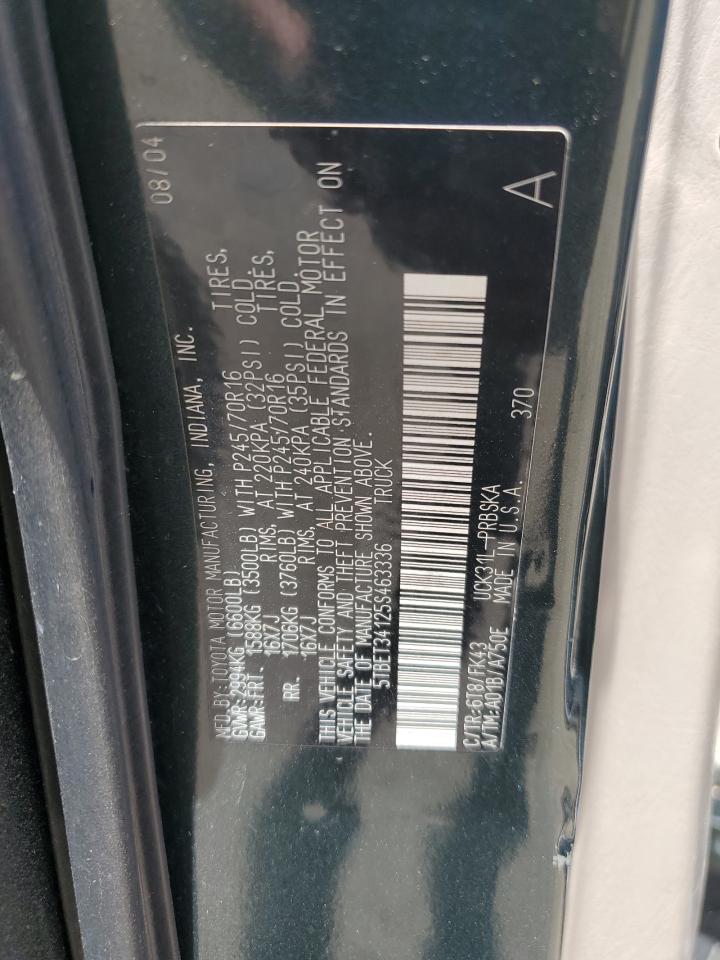 MFD.BY:TOYOTA MOTOR MANUFACTURING, INDIANA, INC. 08/04
GVWR:2994KG (6600LB)
GAWR:FRT. 1588KG (3500LB) WITH P245/70R16 TIRES,
16X7J RIMS, AT 220KPA (32PSI) COLD.
RR. 1706KG (3760LB) WITH P245/70R16 TIRES,
16X7J RIMS, AT 240KPA (35PSI) COLD.
THIS VEHICLE CONFORMS TO ALL APPLICABLE FEDERAL MOTOR
VEHICLE SAFETY AND THEFT PREVENTION STANDARDS IN EFFECT ON
THE DATE OF MANUFACTURE SHOWN ABOVE.
5TBET34125S463336 TRUCK
C/TR:6T8/FK43 UCK31L-PRBSKA 370
A/TM:A01B/A750E MADE IN U.S.A. A